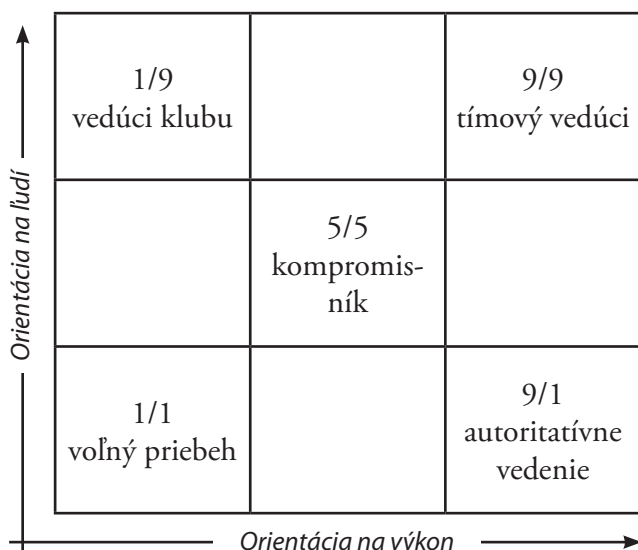 1/9
vedúci klubu
9/9
tímový vedúci
5/5
kompromis-
ník
1/1
voľný priebeh
9/1
autoritatívne
vedenie
Orientácia na ľudí
Orientácia na výkon